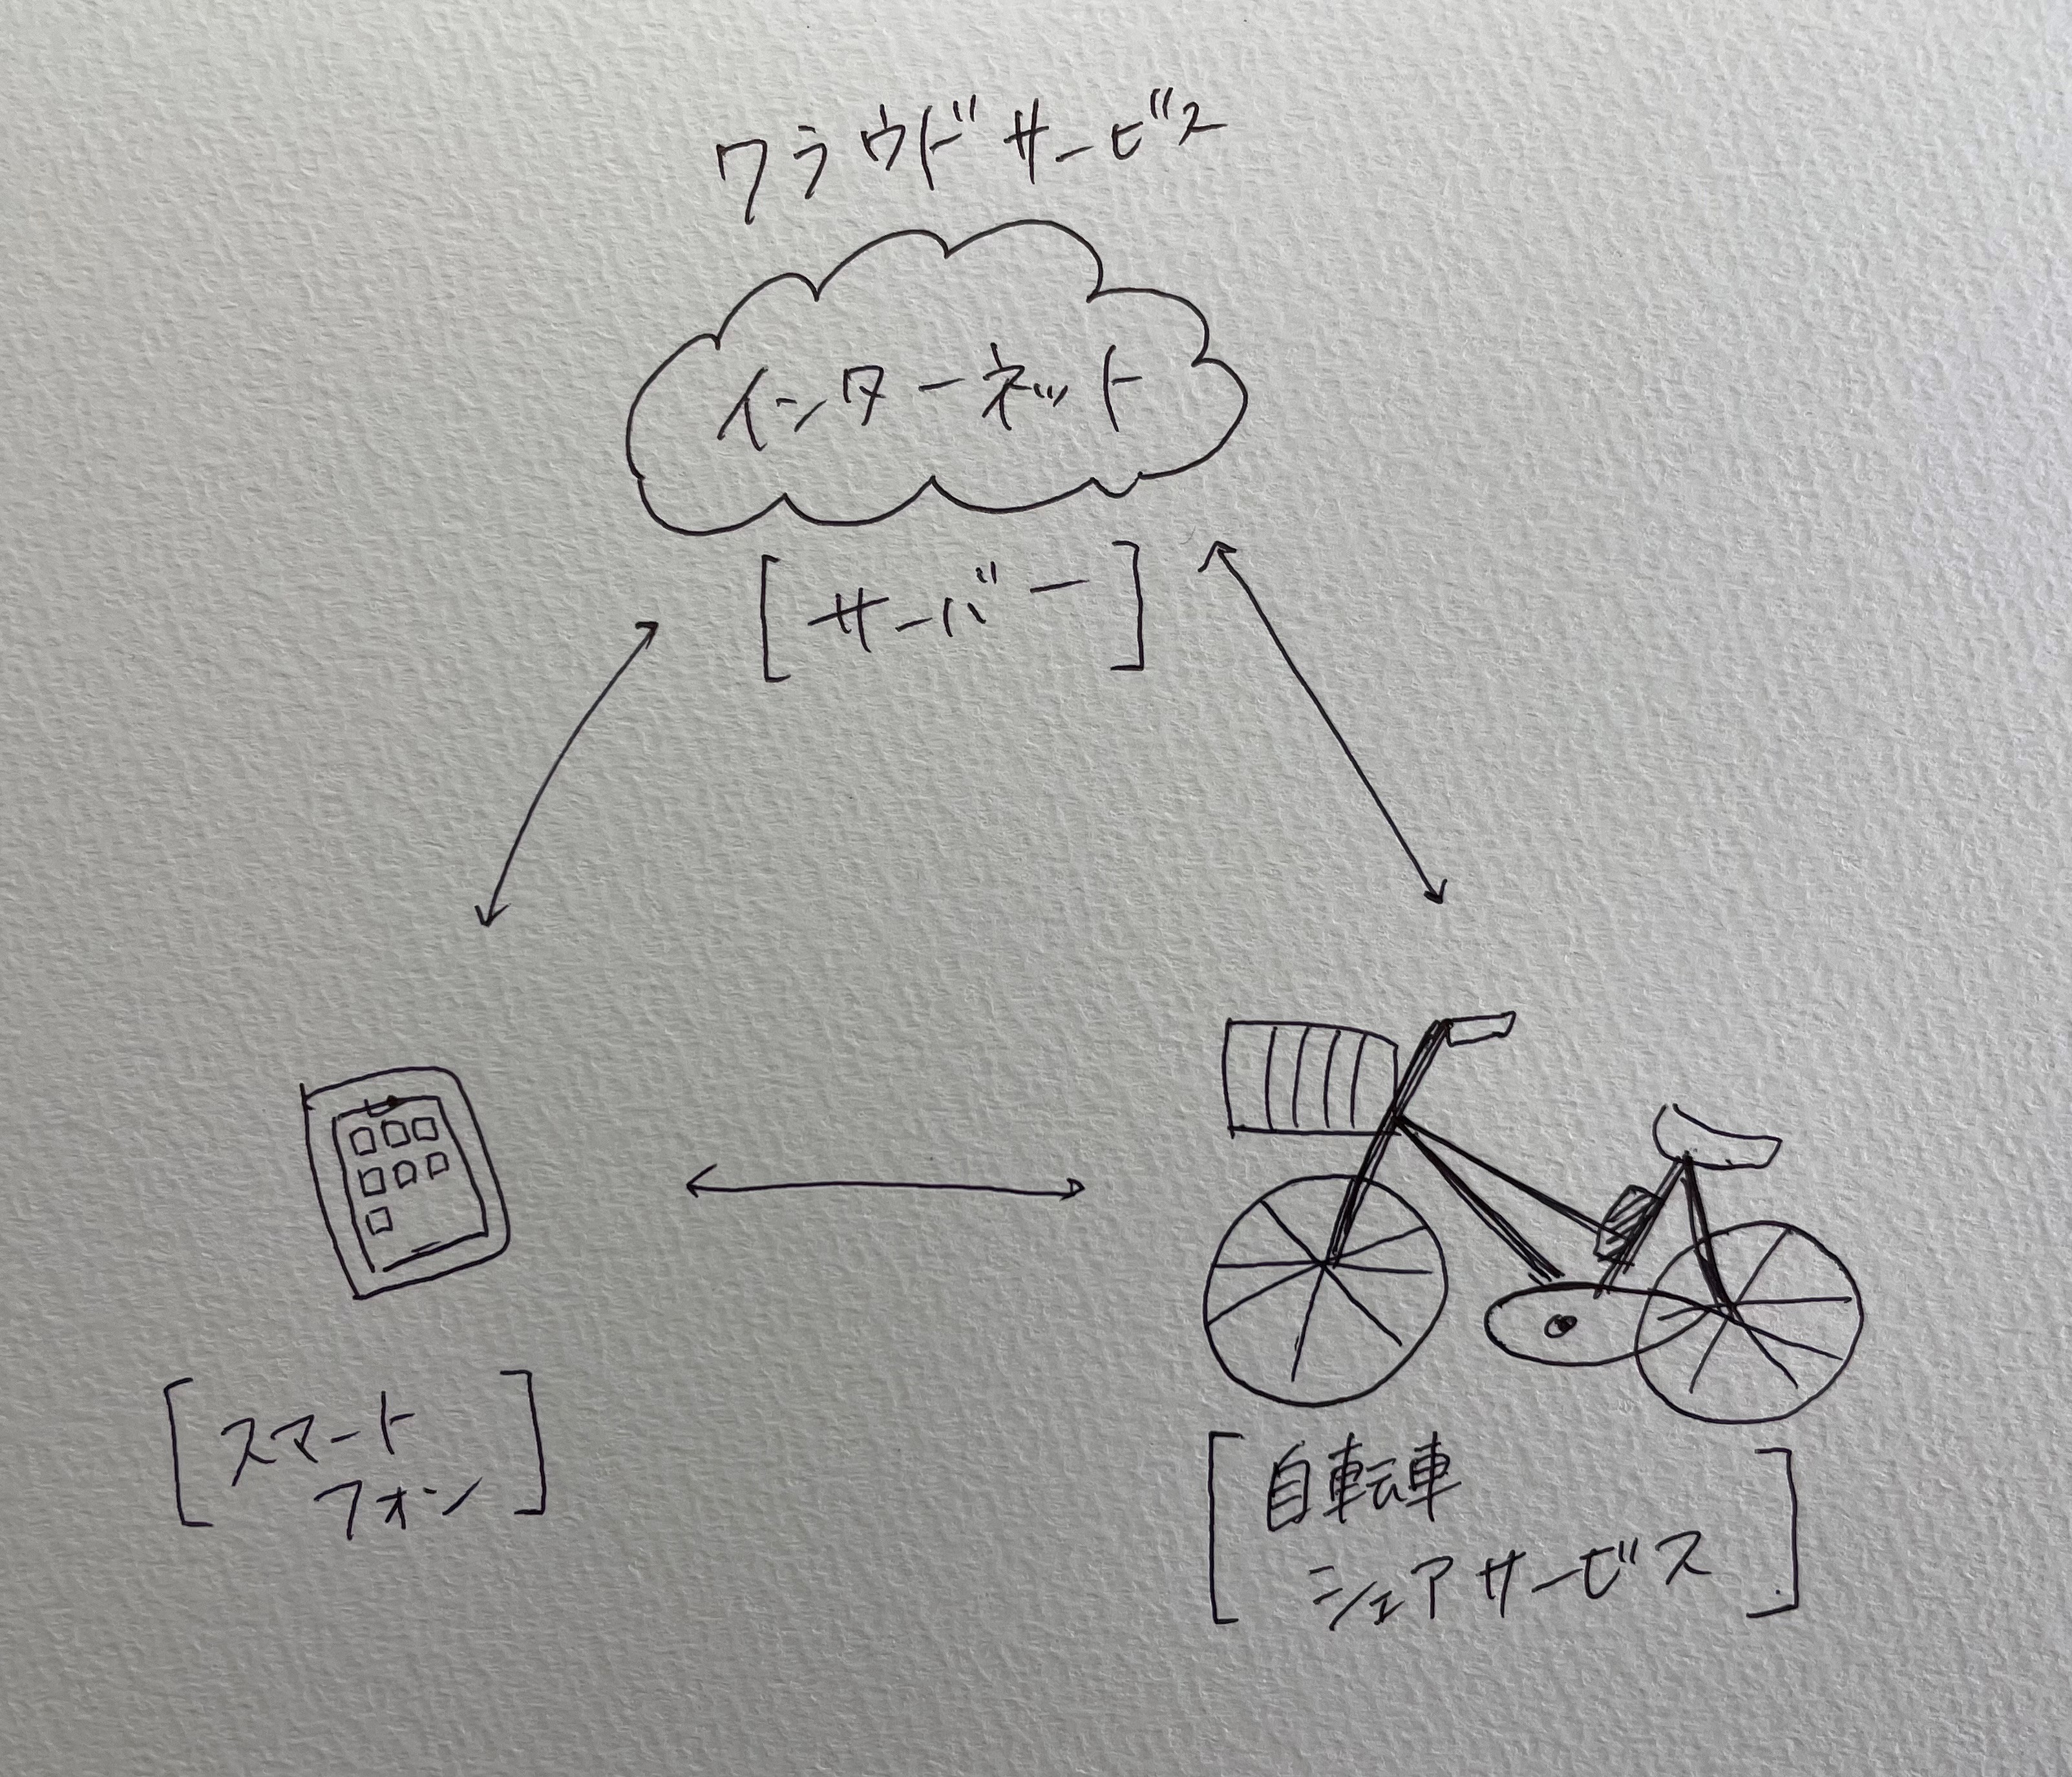 クラウドサービス
インターネット
[サーバー]
[スマート
フォン]
[自転車
シェアサービス]